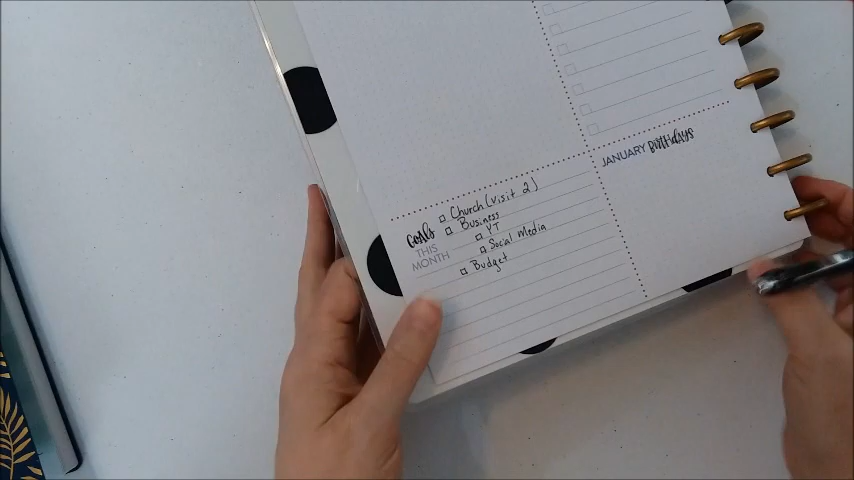 JANUARY Birthdays
Goals
THIS
MONTH
Church (visit 2)
Business
YT
Social Media
Budget